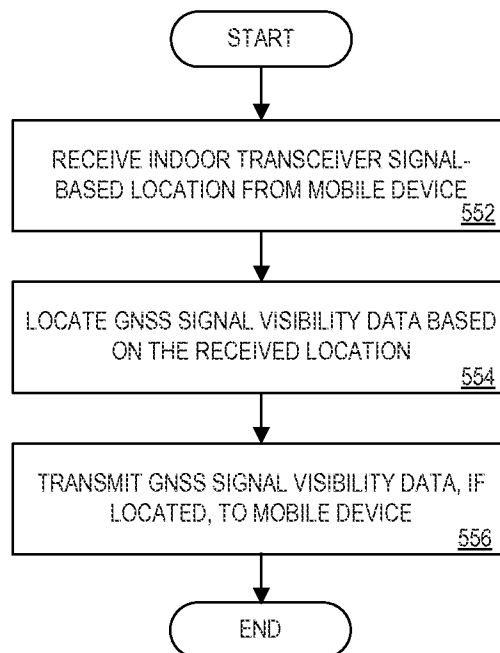 START
RECEIVE INDOOR TRANSCEIVER SIGNAL-
BASED LOCATION FROM MOBILE DEVICE
552
LOCATE GNSS SIGNAL VISIBILITY DATA BASED
ON THE RECEIVED LOCATION
554
TRANSMIT GNSS SIGNAL VISIBILITY DATA, IF
LOCATED, TO MOBILE DEVICE
556
END